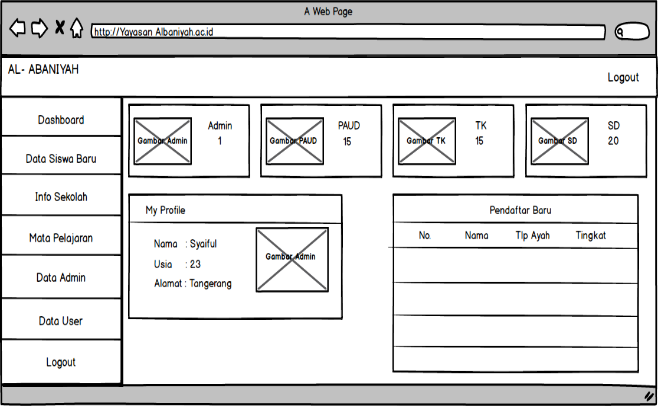 A Web Page
http://Yayasan Albaniyah.ac.id
AL- ABANIYAH
Logout
Dashboard
Data Siswa Baru
Info Sekolah
Mata Pelajaran
Data Admin
Data User
Logout
Gambar Admin
Admin
1
Gambar PAUD
PAUD
15
Gambar TK
TK
15
Gambar SD
SD
20
My Profile
Nama : Syaiful
Usia : 23
Alamat : Tangerang
Gambar Admin
Pendaftar Baru
No. Nama Tlp Ayah Tingkat